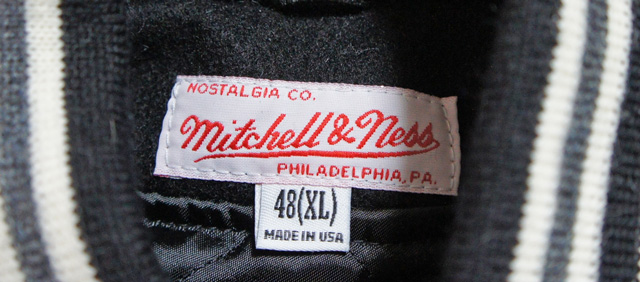 NOSTALGIA CO.
Mitchell & Ness
PHILADELPHIA, PA.
48(XL)
MADE IN USA